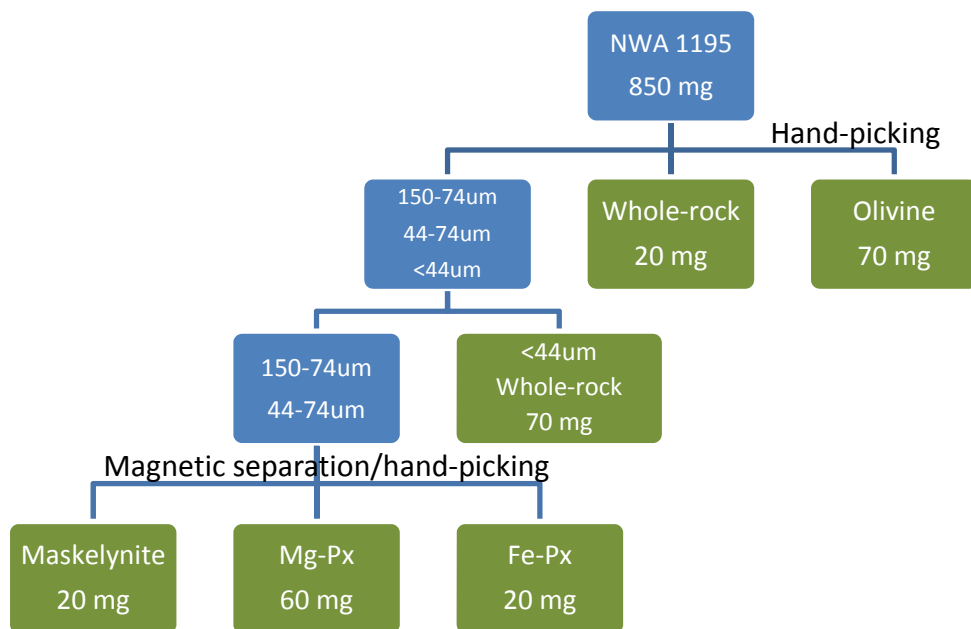 NWA 1195
850 mg
Hand-picking
150-74um
44-74um
<44um
Whole-rock
20 mg
Olivine
70 mg
150-74um
44-74um
<44um
Whole-rock
70 mg
Magnetic separation/hand-picking
Maskelynite
20 mg
Mg-Px
60 mg
Fe-Px
20 mg